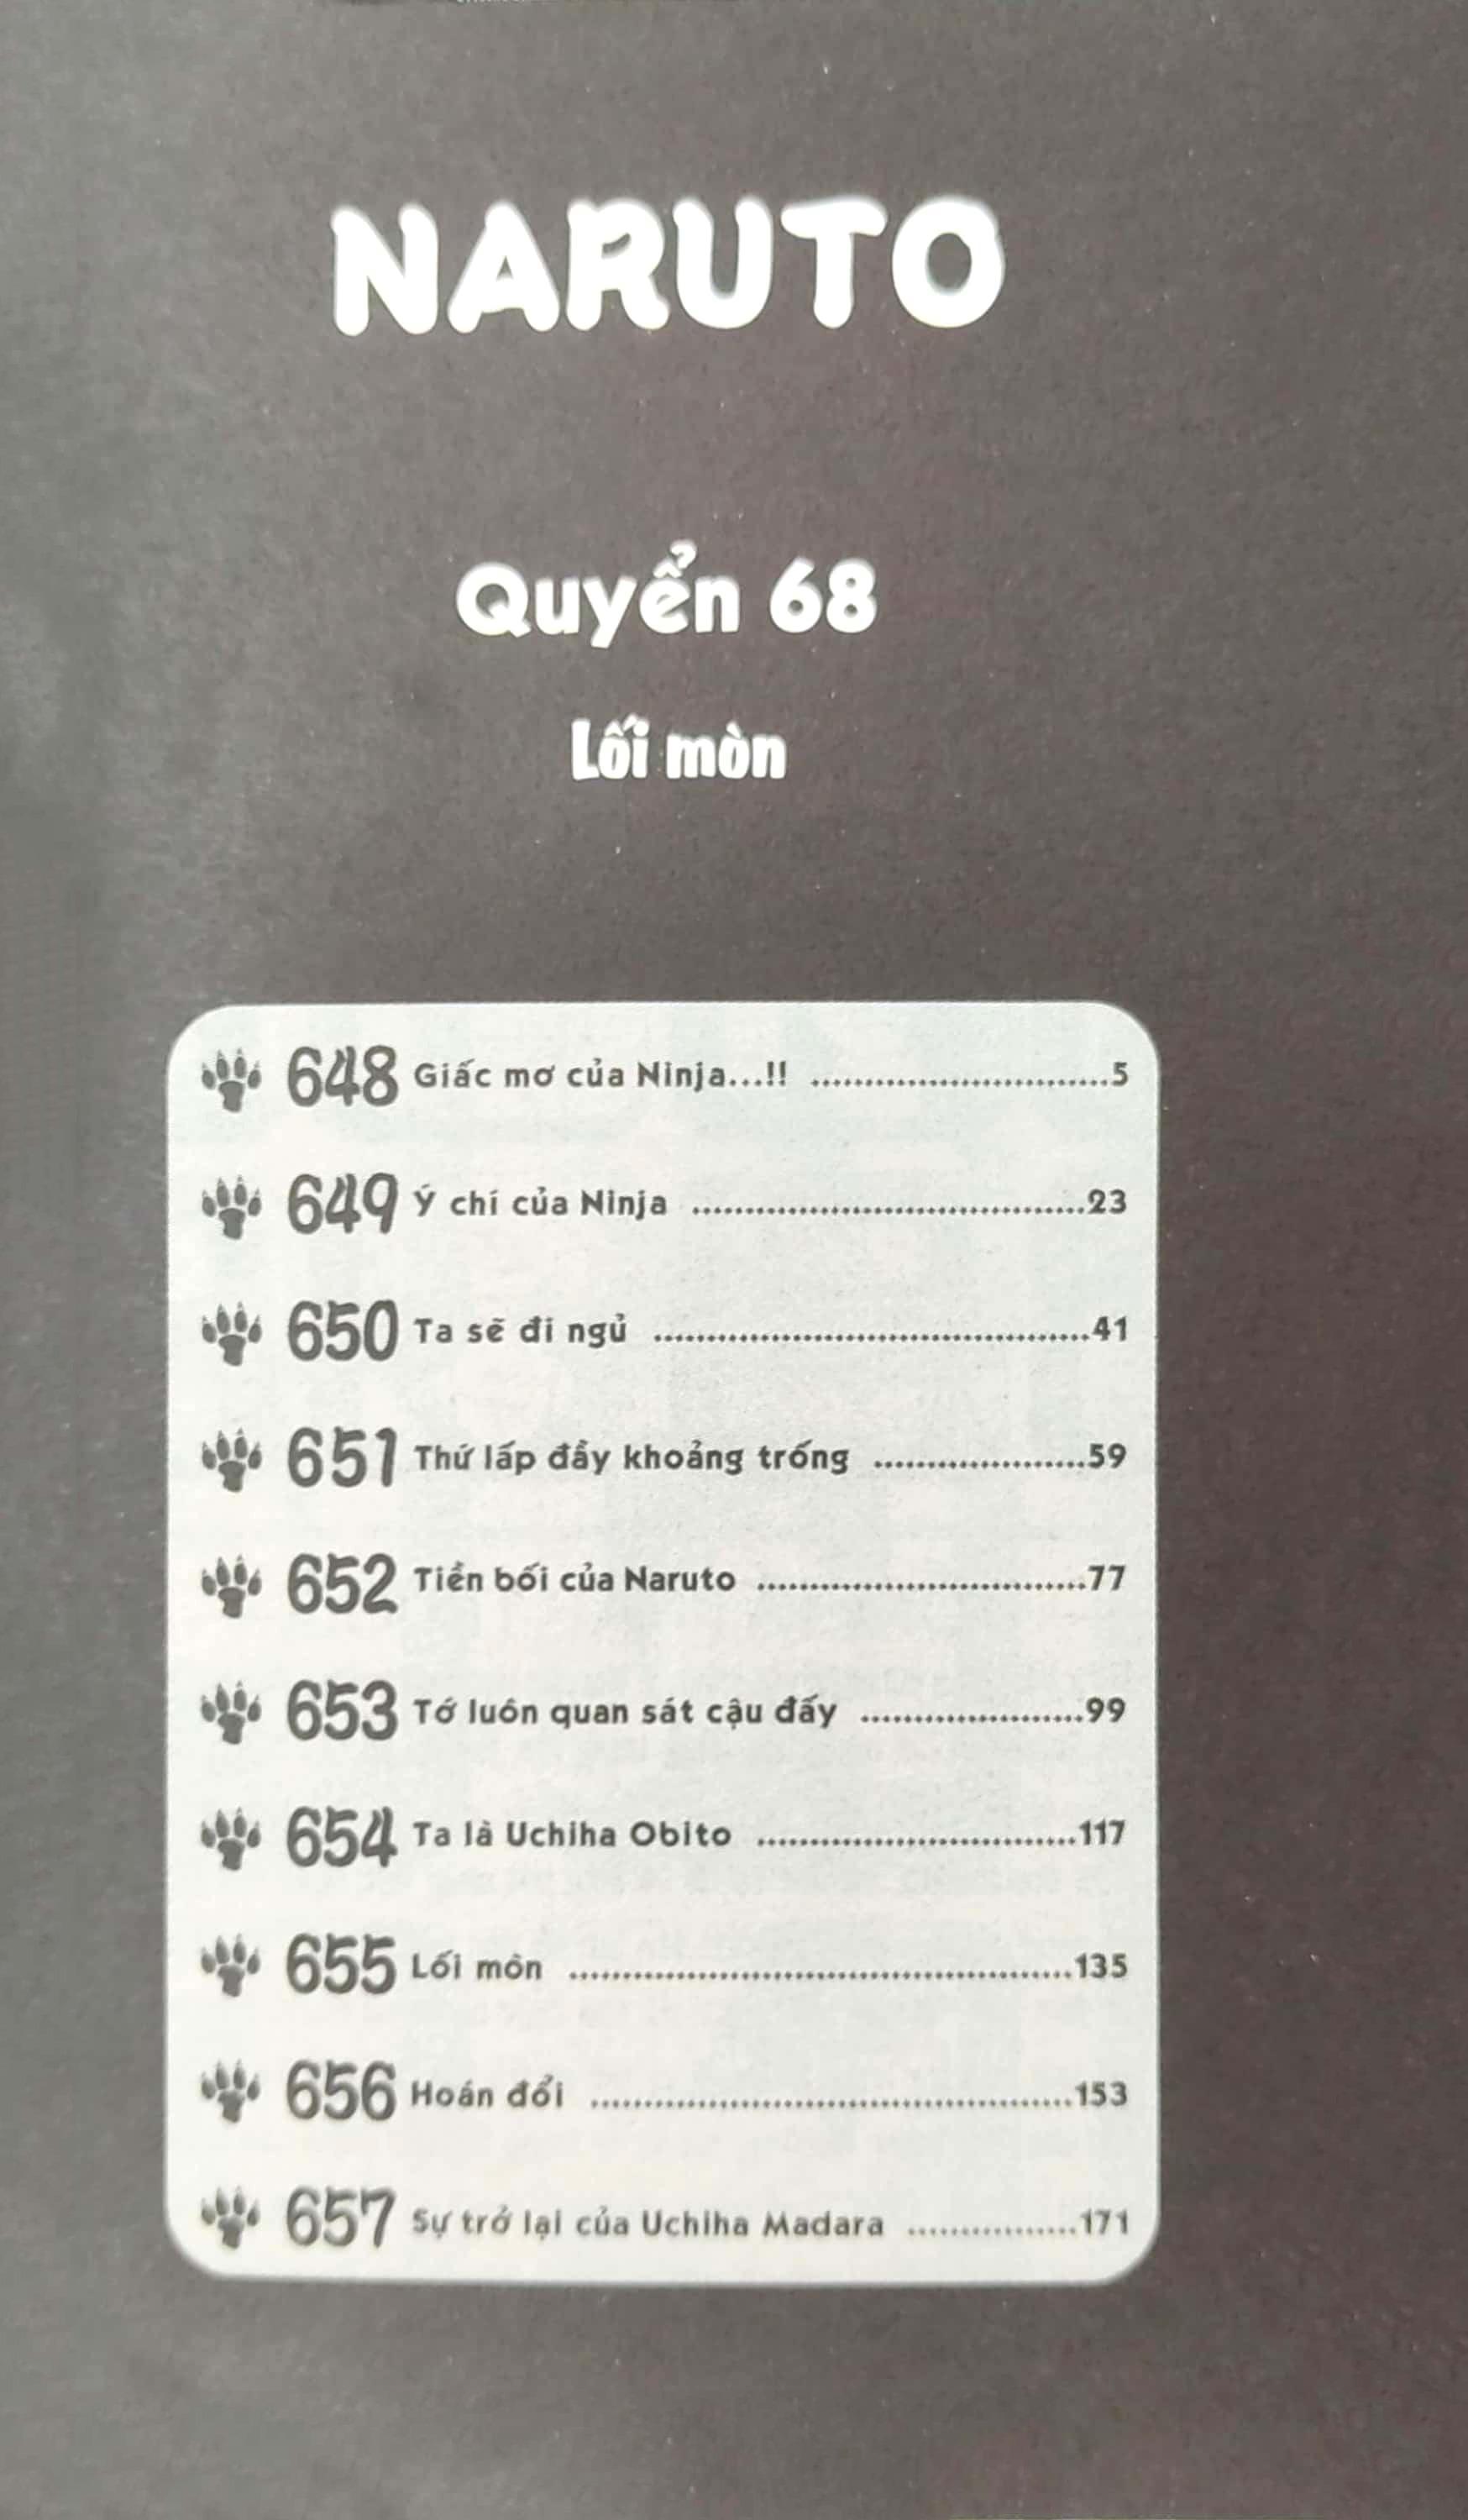 NARUTO
Quyển 68
Lối mòn
648 Giấc mơ của Ninja...!! ..............................5
649 Ý chí của Ninja ........................................23
650 Ta sẽ đi ngủ ............................................41
651 Thứ lấp đầy khoảng trống .....................59
652 Tiền bối của Naruto .................................77
653 Tớ luôn quan sát cậu đấy ......................99
654 Ta là Uchiha Obito ................................117
655 Lối mòn ..................................................135
656 Hoán đổi ................................................153
657 Sự trở lại của Uchiha Madara .................171